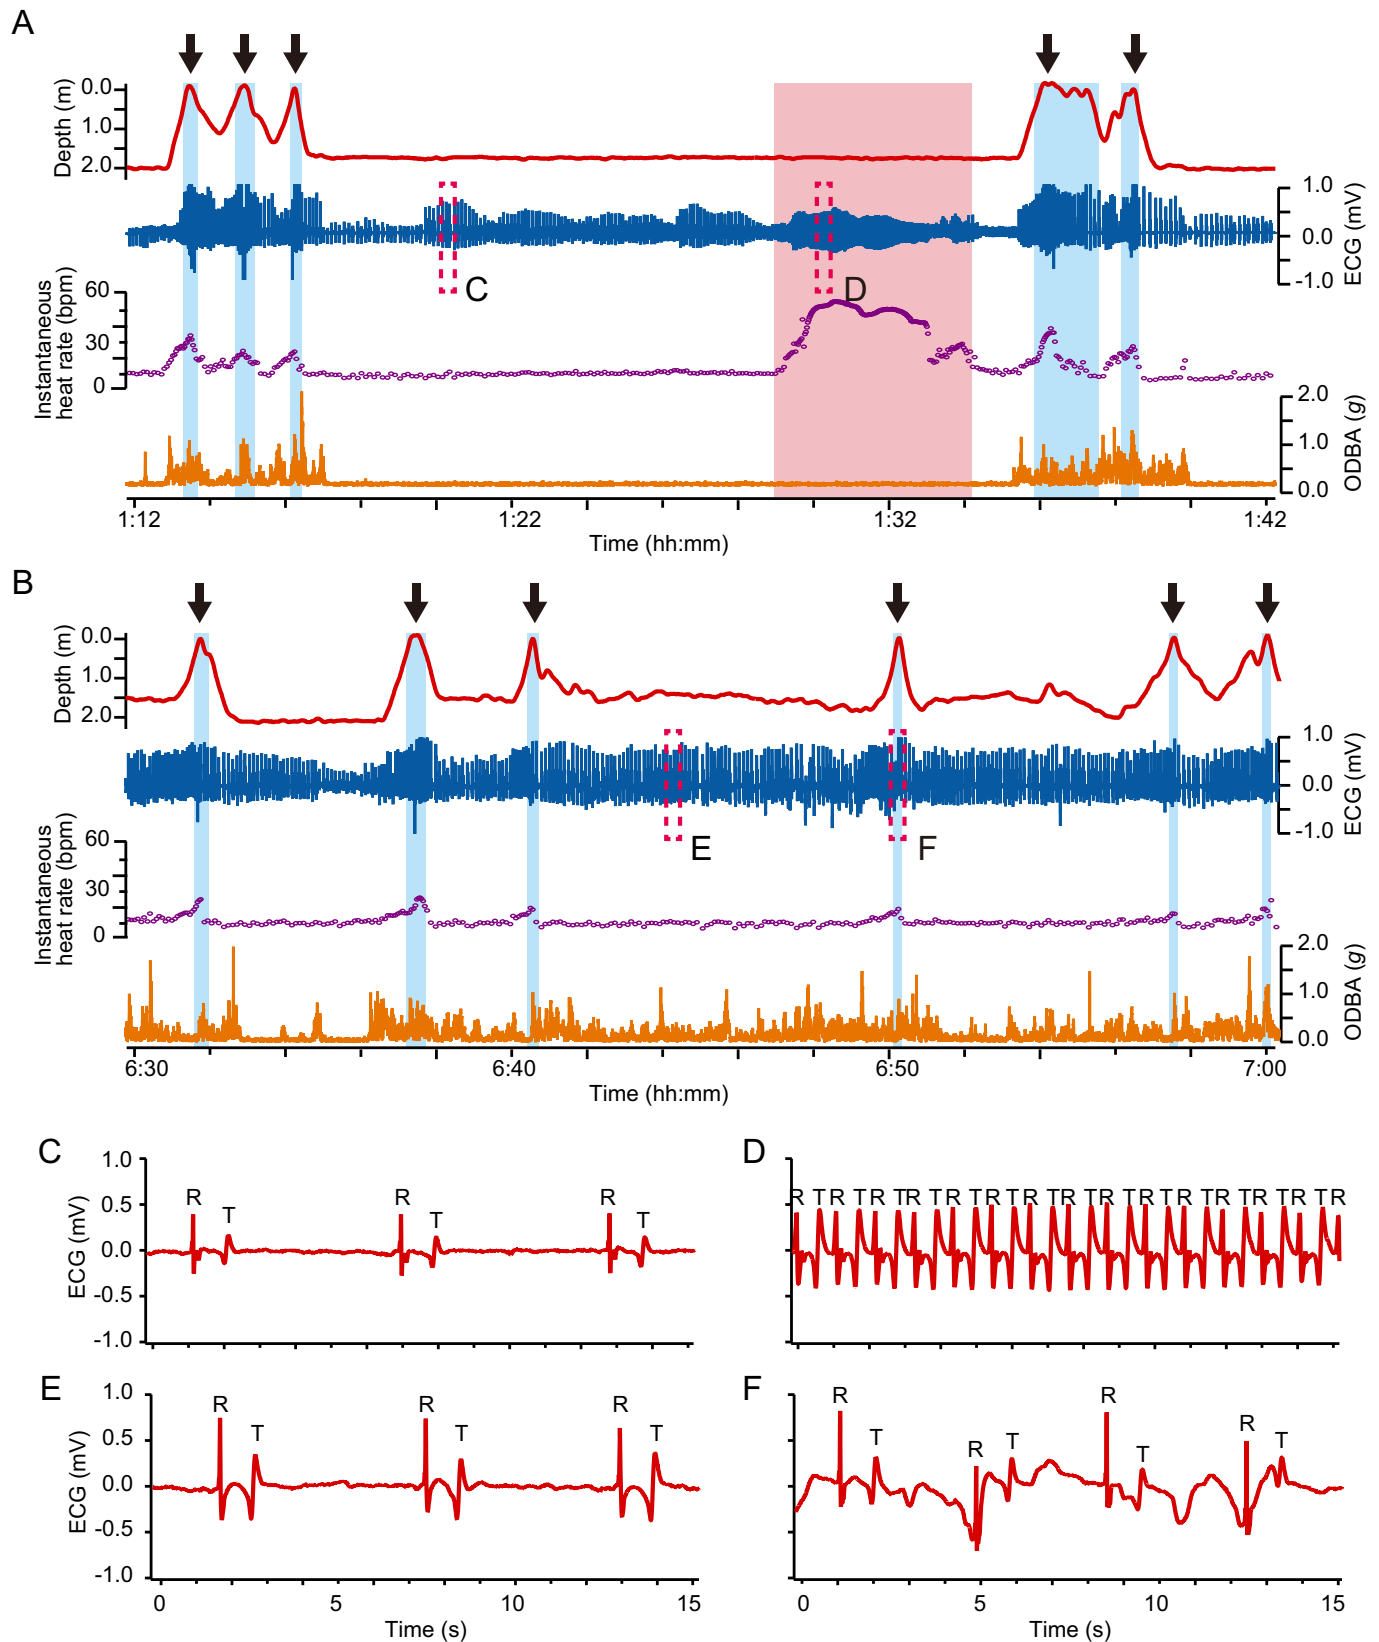 A
Depth (m)
0.0
1.0
2.0
1.0
0.0
-1.0
ECG (mV)
C
D
Instantaneous
heat rate (bpm)
60
30
0
2.0
1.0
0.0
ODBA (g)
1:12
1:22
1:32
1:42
Time (hh:mm)
B
Depth (m)
0.0
1.0
2.0
1.0
0.0
-1.0
ECG (mV)
E
F
Instantaneous
heat rate (bpm)
60
30
0
2.0
1.0
0.0
ODBA (g)
6:30
6:40
6:50
7:00
Time (hh:mm)
C
ECG (mV)
1.0
0.5
0.0
-0.5
-1.0
R T R T R T
D
R T R T R T R T R T R T R T R T R T R T R T R T R T R T R
E
ECG (mV)
1.0
0.5
0.0
-0.5
-1.0
R T R T R T
0 5 10 15
Time (s)
F
R T R T R T R T
0 5 10 15
Time (s)